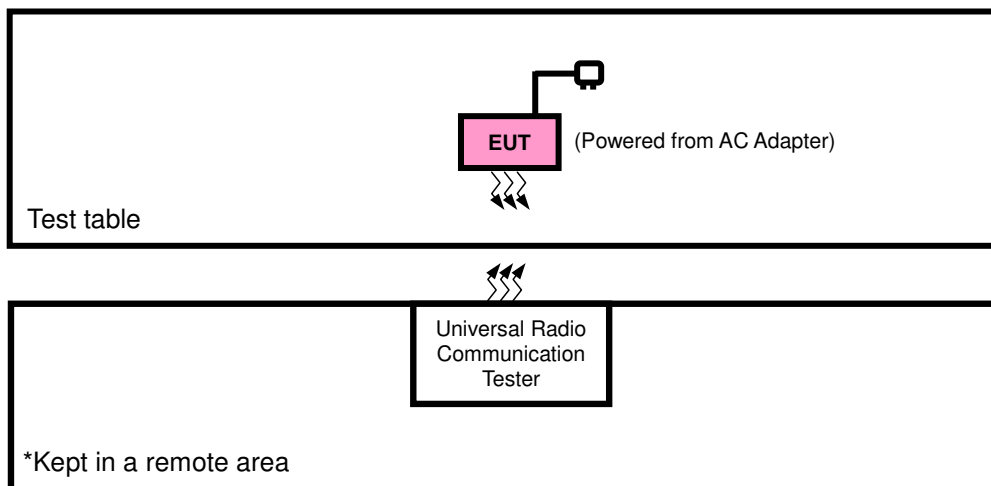 EUT
(Powered from AC Adapter)
Test table
Universal Radio
Communication
Tester
*Kept in a remote area